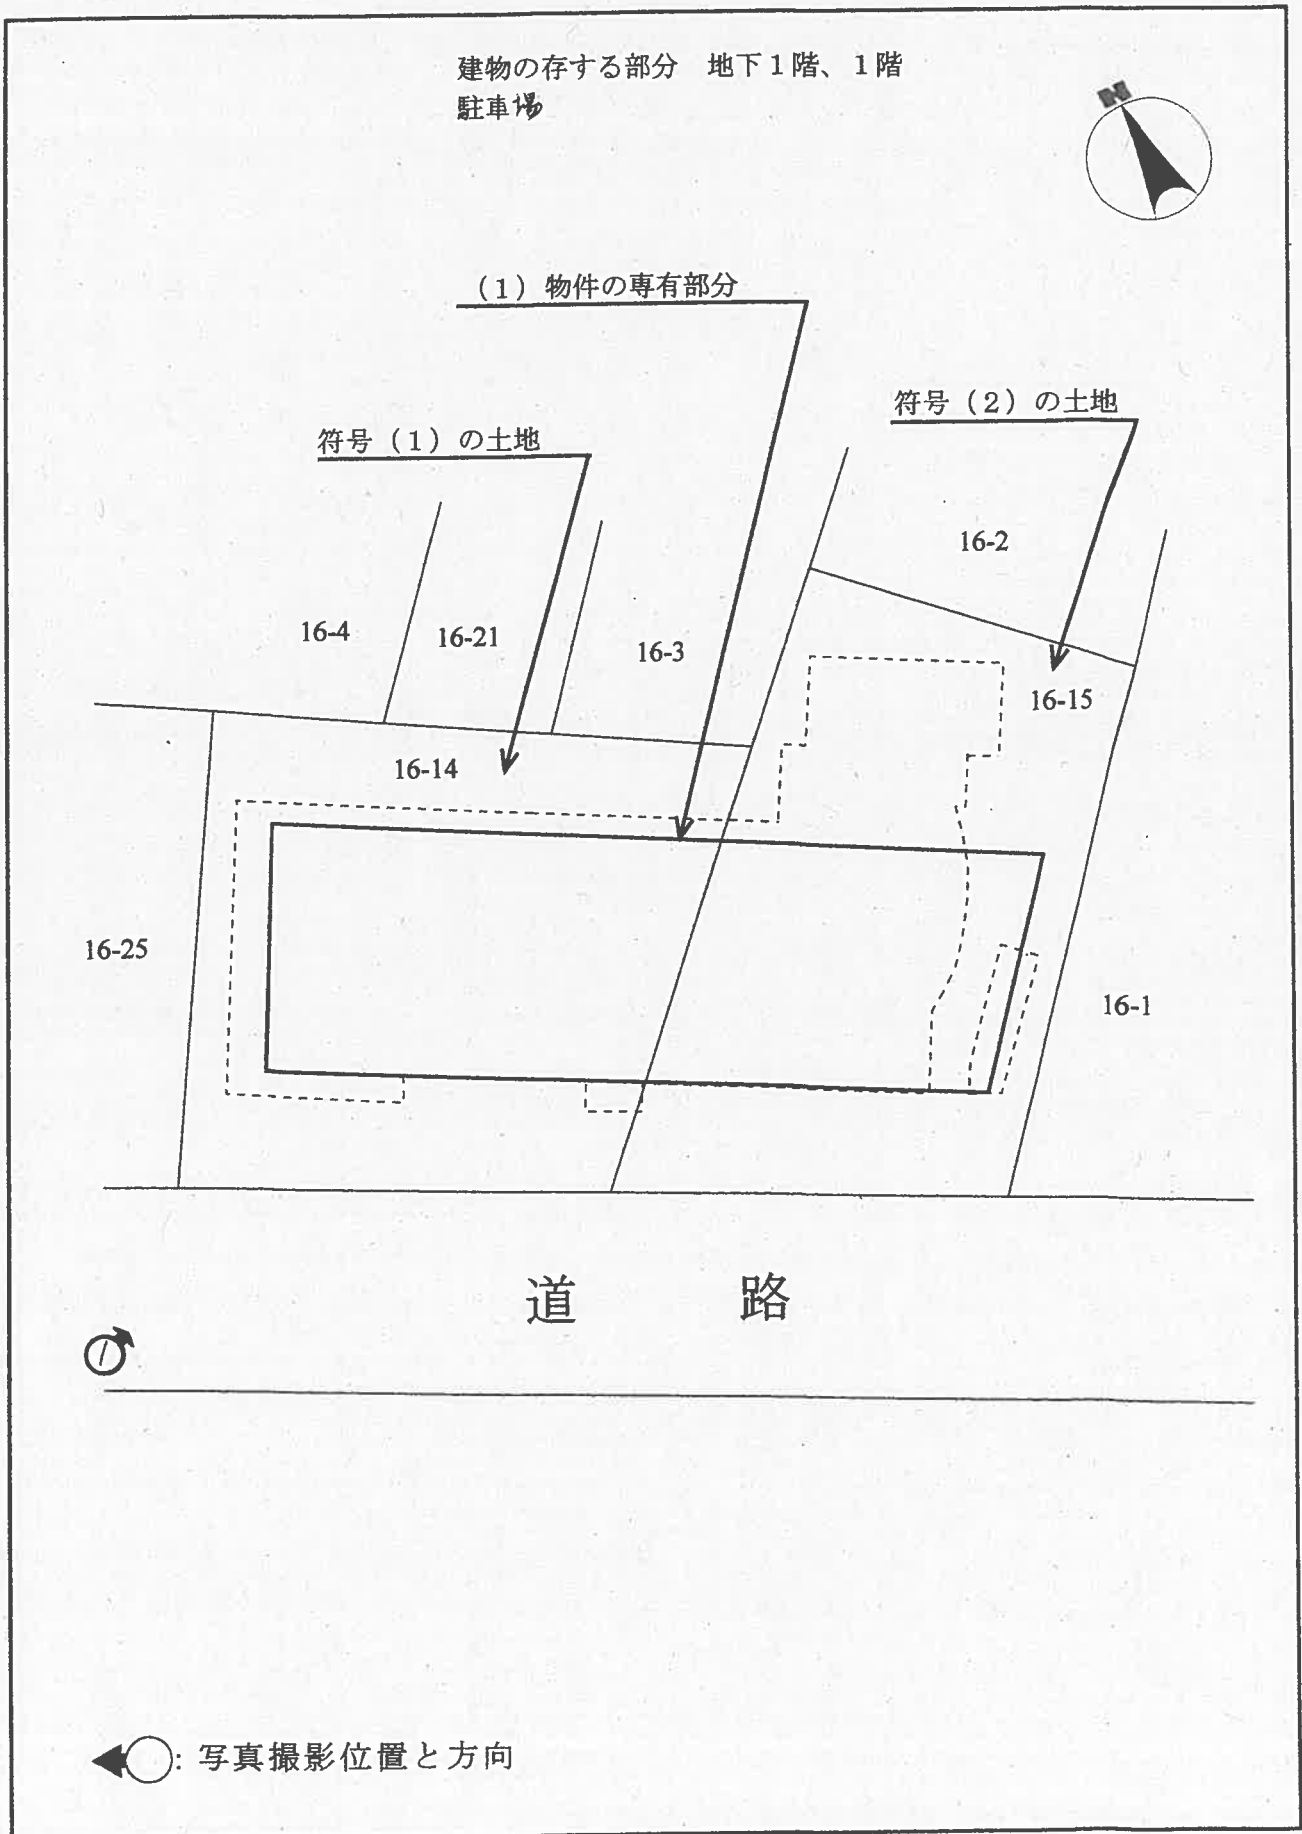 建物の存する部分　地下１階、１階
駐車場
N
（１）物件の専有部分
符号（２）の土地
符号（１）の土地
16-2
16-4
16-21
16-3
16-15
16-14
16-25
16-1
道　路
1
：写真撮影位置と方向